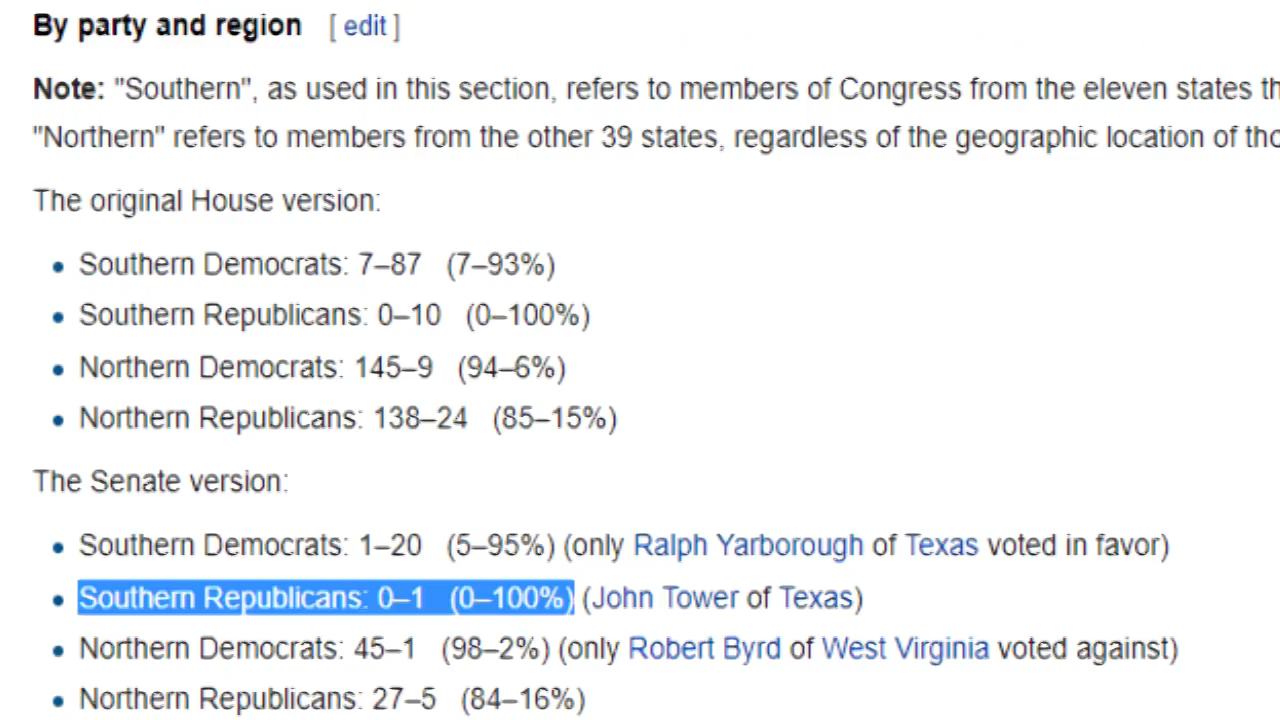 By party and region [ edit ]
Note: "Southern", as used in this section, refers to members of Congress from the eleven states
"Northern" refers to members from the other 39 states, regardless of the geographic location of
The original House version:
• Southern Democrats: 7–87 (7–93%)
• Southern Republicans: 0–10 (0–100%)
• Northern Democrats: 145–9 (94–6%)
• Northern Republicans: 138–24 (85–15%)
The Senate version:
• Southern Democrats: 1–20 (5–95%) (only Ralph Yarborough of Texas voted in favor)
• Southern Republicans: 0–1 (0–100%) (John Tower of Texas)
• Northern Democrats: 45–1 (98–2%) (only Robert Byrd of West Virginia voted against)
• Northern Republicans: 27–5 (84–16%)